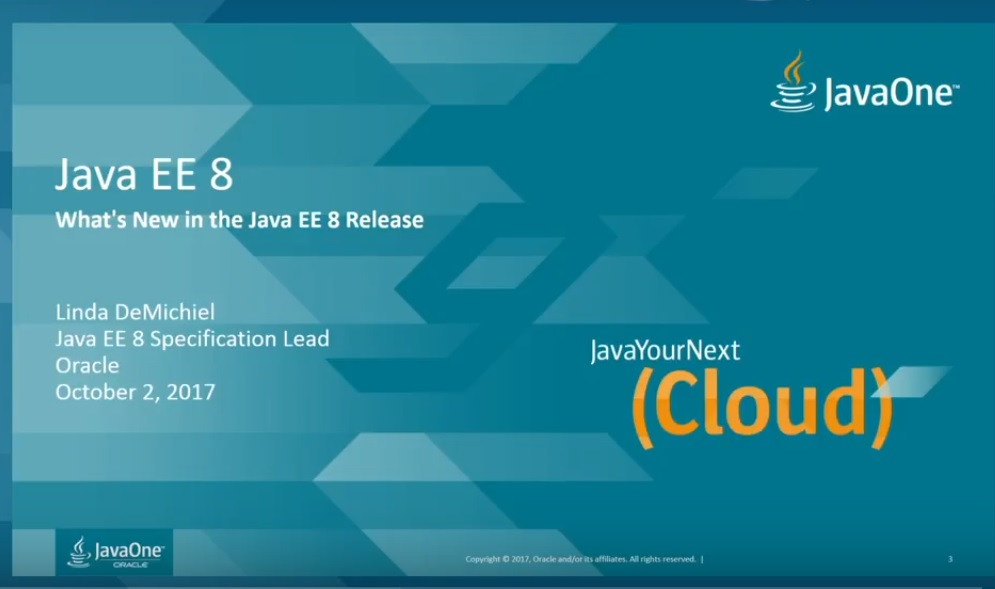 JavaOne™
Java EE 8
What's New in the Java EE 8 Release
Linda DeMichiel
Java EE 8 Specification Lead
Oracle
October 2, 2017
JavaYourNext
(Cloud)
JavaOne™
ORACLE
Copyright © 2017, Oracle and/or its affiliates. All rights reserved. |
3